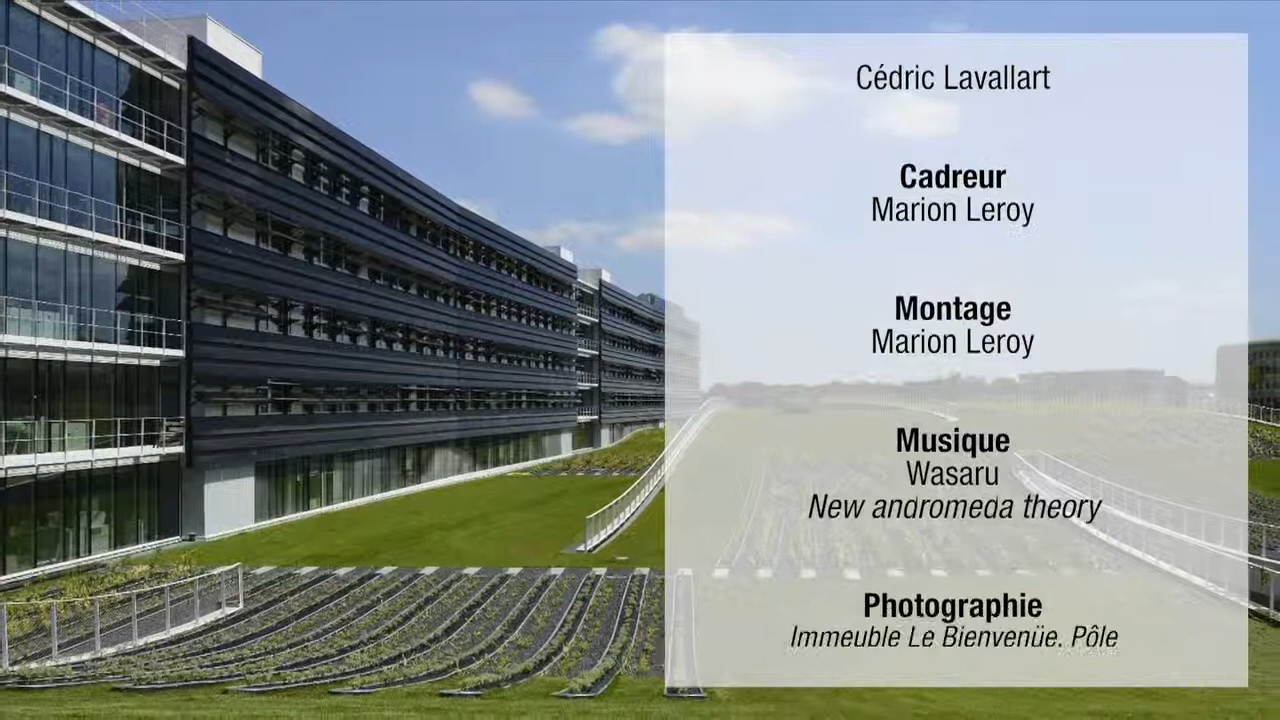 Cédric Lavallart
Cadreur
Marion Leroy
Montage
Marion Leroy
Musique
Wasaru
New andromeda theory
Photographie
Immeuble Le Bienvenüe, Pôle